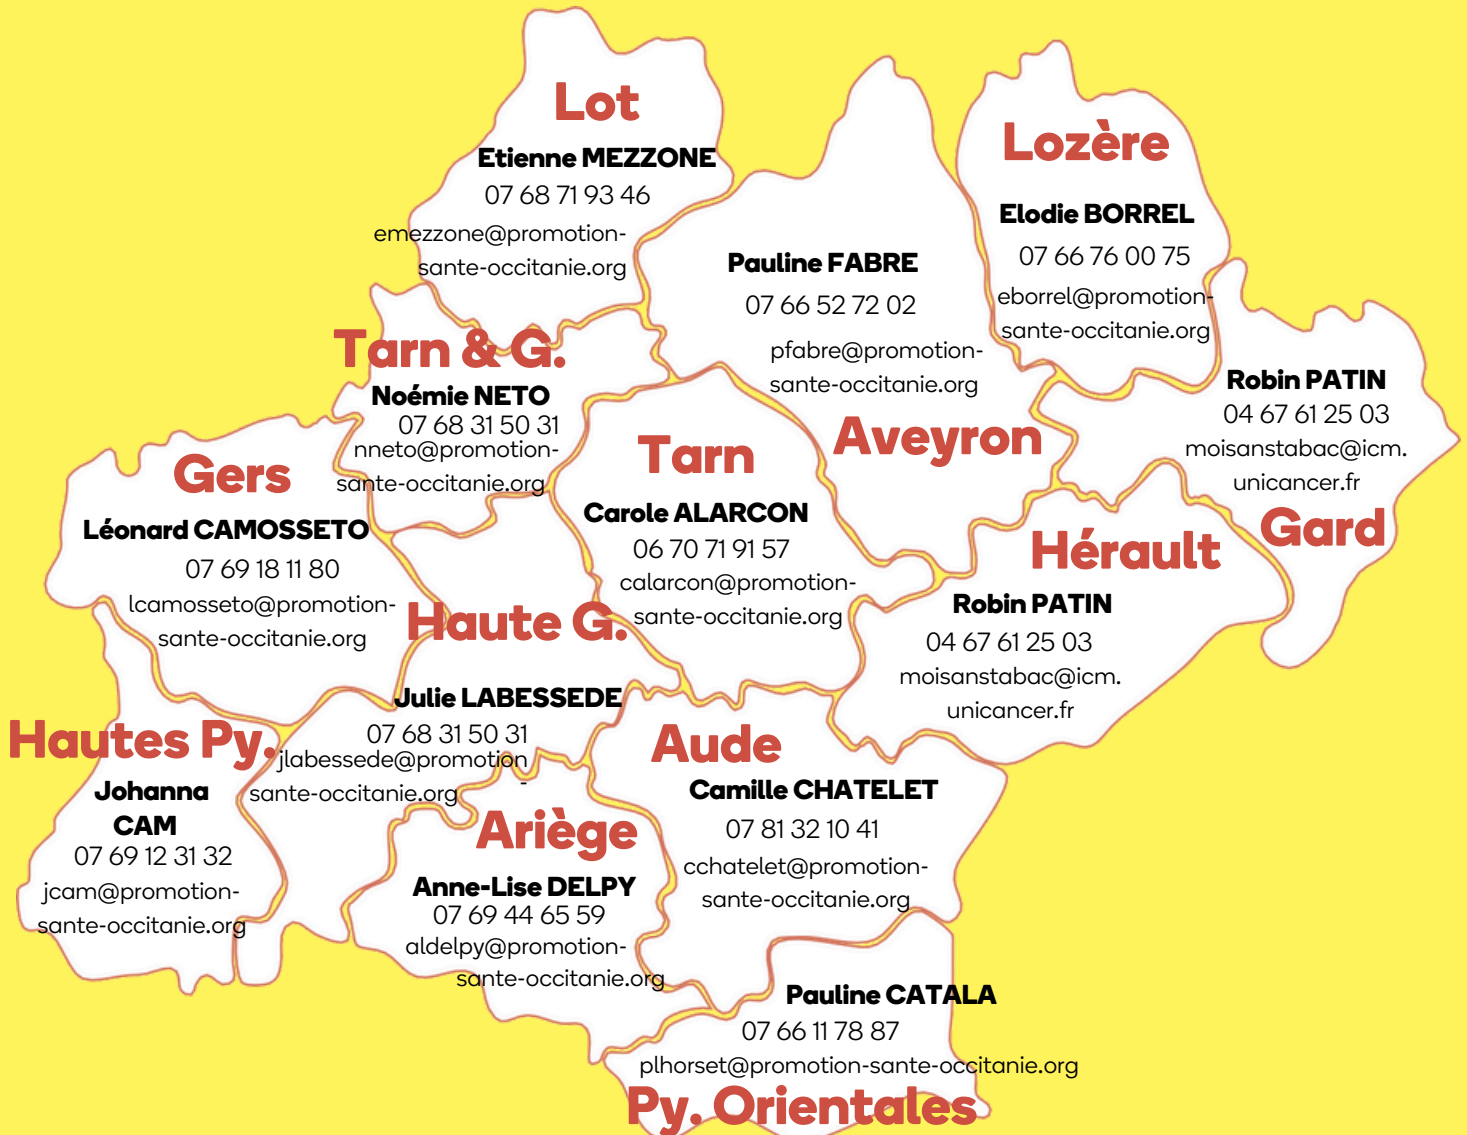 Lot
Etienne MEZZONE
07 68 71 93 46
emezzone@promotion-
sante-occitanie.org
Lozère
Elodie BORREL
07 66 76 00 75
eborrel@promotion-
sante-occitanie.org
Pauline FABRE
07 66 52 72 02
pfabre@promotion-
sante-occitanie.org
Aveyron
Tarn & G.
Noémie NETO
07 68 31 50 31
nneto@promotion-
sante-occitanie.org
Robin PATIN
04 67 61 25 03
moisanstabac@icm.
unicancer.fr
Gard
Gers
Léonard CAMOSSETO
07 69 18 11 80
lcamosseto@promotion-
sante-occitanie.org
Tarn
Carole ALARCON
06 70 71 91 57
calarcon@promotion-
sante-occitanie.org
Hérault
Robin PATIN
04 67 61 25 03
moisanstabac@icm.
unicancer.fr
Haute G.
Julie LABESSEDE
07 68 31 50 31
jlabessede@promotion
-
sante-occitanie.org
Hautes Py.
Johanna
CAM
07 69 12 31 32
jcam@promotion-
sante-occitanie.org
Aude
Camille CHATELET
07 81 32 10 41
cchatelet@promotion-
sante-occitanie.org
Ariège
Anne-Lise DELPY
07 69 44 65 59
aldelpy@promotion-
sante-occitanie.org
Pauline CATALA
07 66 11 78 87
plhorset@promotion-sante-occitanie.org
Py. Orientales